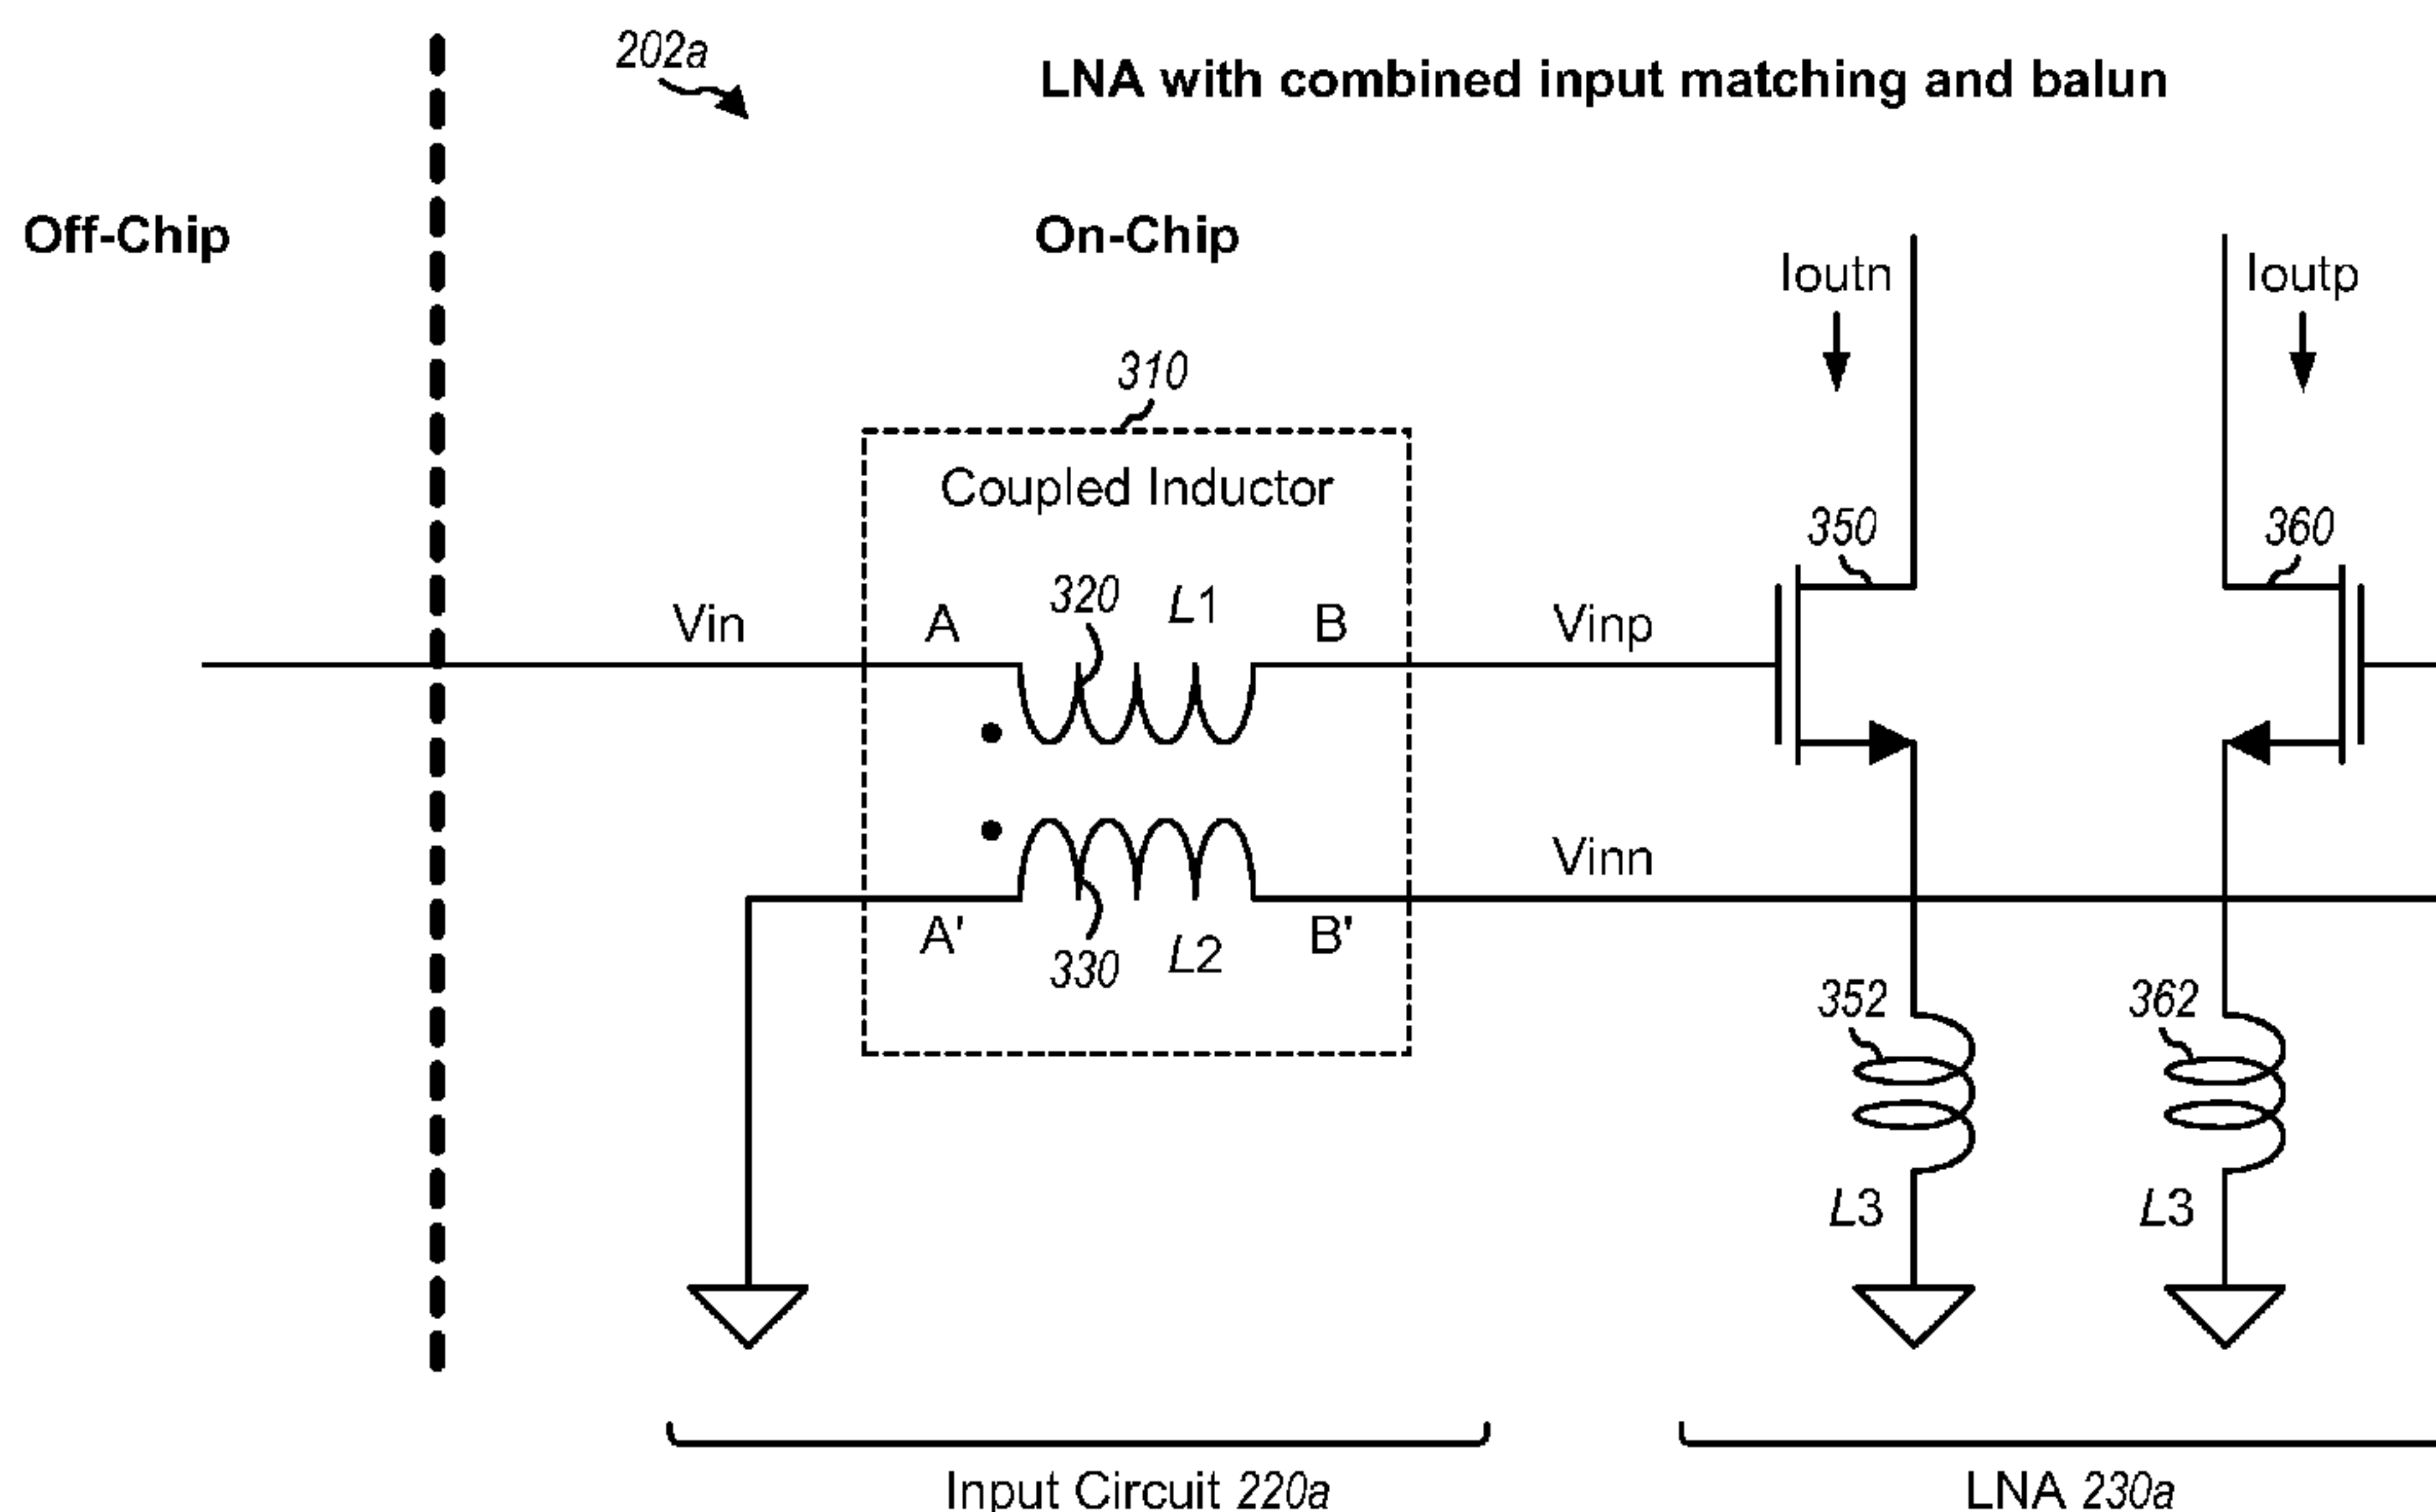 202a
LNA with combined input matching and balun
Off-Chip
On-Chip
Ioutn
Ioutp
310
Coupled Inductor
350
360
Vin
A
320
L1
B
Vinp
Vinn
A'
330
L2
B'
352
362
L3
L3
Input Circuit 220a
LNA 230a